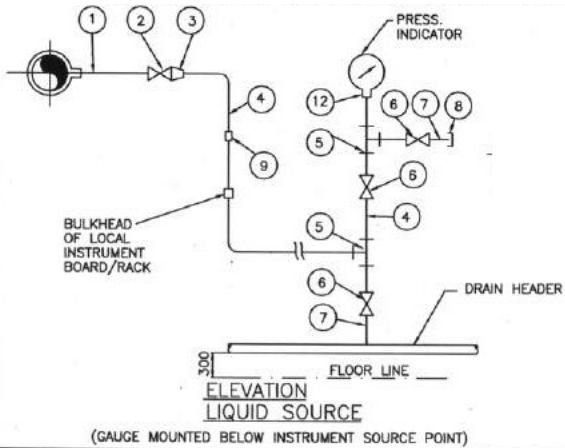 1
2
3
PRESS.
INDICATOR
4
12
6
7
8
5
9
6
4
BULKHEAD
OF LOCAL
INSTRUMENT
BOARD/RACK
5
6
DRAIN HEADER
7
300
FLOOR LINE
ELEVATION
LIQUID SOURCE
(GAUGE MOUNTED BELOW INSTRUMENT SOURCE POINT)